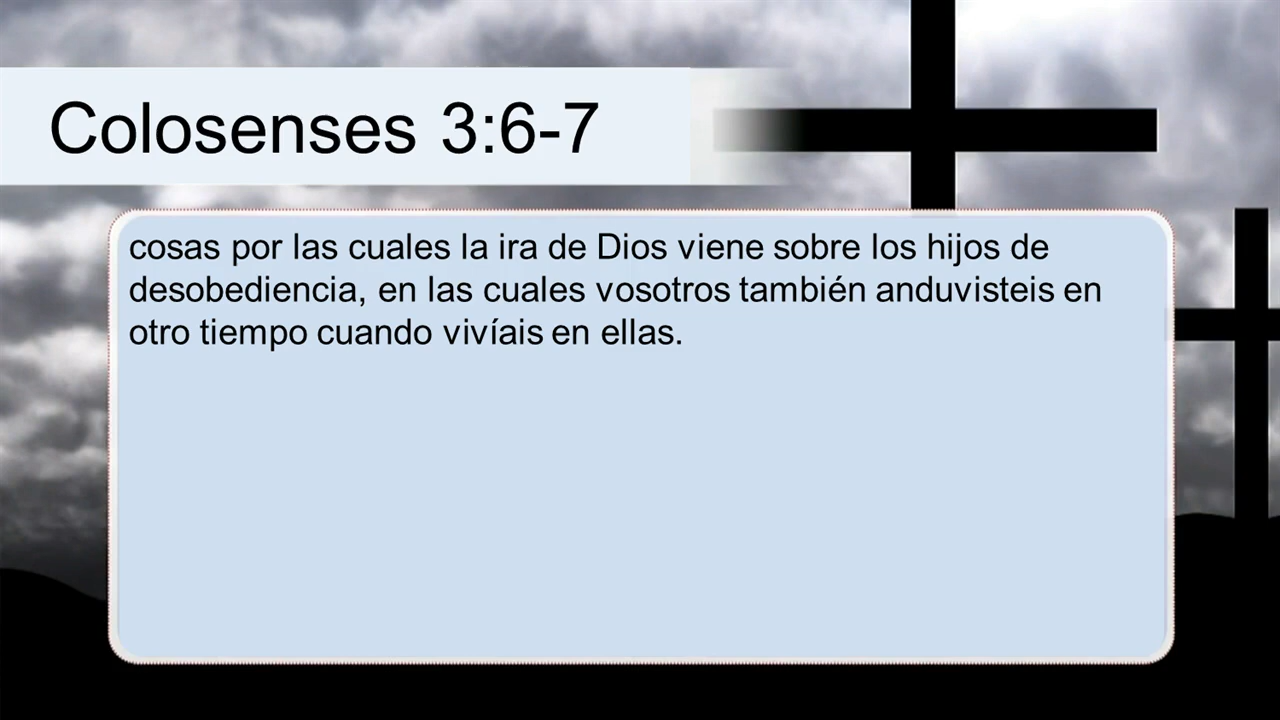 Colosenses 3:6-7
cosas por las cuales la ira de Dios viene sobre los hijos de
desobediencia, en las cuales vosotros también anduvisteis en
otro tiempo cuando vivíais en ellas.